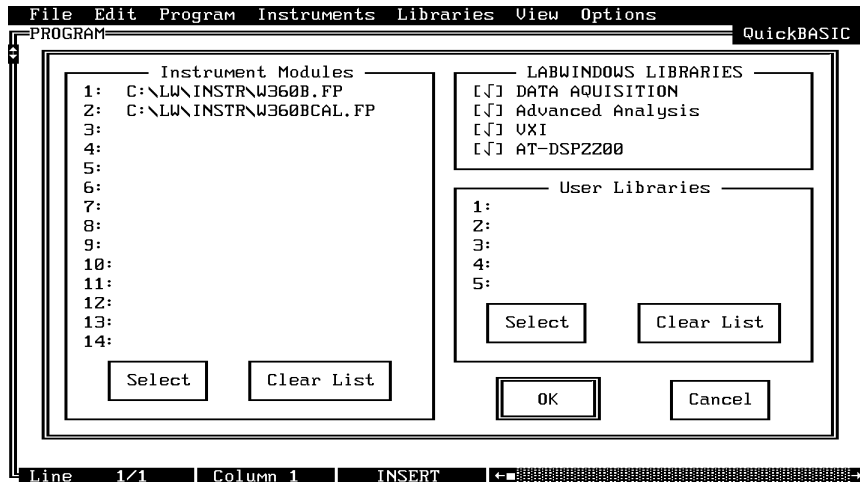 File Edit Program Instruments Libraries View Options
PROGRAM
QuickBASIC
Instrument Modules
1: C:\LW\INSTR\W360B.FP
2: C:\LW\INSTR\W360BCAL.FP
3:
4:
5:
6:
7:
8:
9:
10:
11:
12:
13:
14:
Select Clear List
LABWINDOWS LIBRARIES
[√] DATA AQUISITION
[√] Advanced Analysis
[√] VXI
[√] AT-DSP2200
User Libraries
1:
2:
3:
4:
5:
Select Clear List
OK Cancel
Line 1/1 Column 1 INSERT